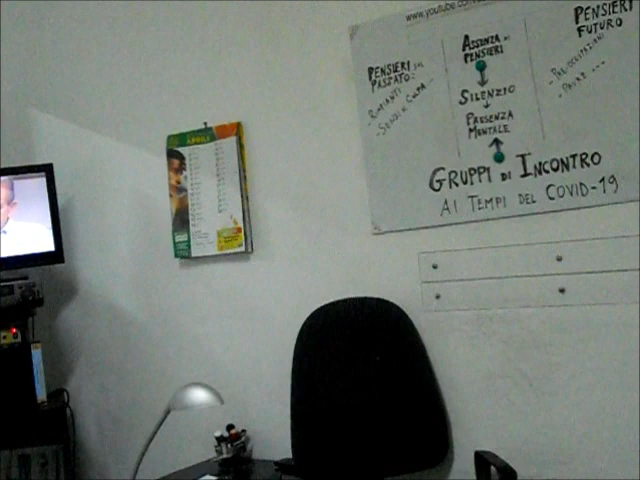 www.youtube.com
PENSIERI
FUTURO
ASSENZA DI
PENSIERI
PENSIERI DEL
PASSATO:
- RIMPIANTI
- SENSI DI COLPA
- PREOCCUPAZIONI
- PAURE ...
SILENZIO
PRESENZA
MENTALE
GRUPPI DI INCONTRO
AI TEMPI DEL COVID-19
APRILE